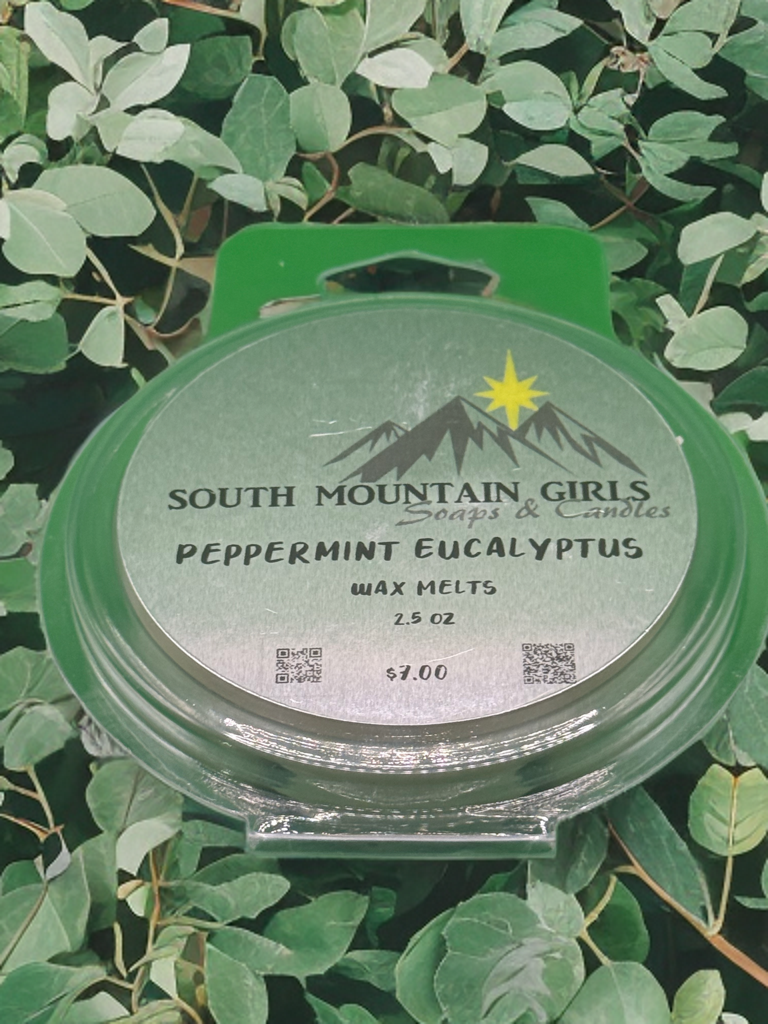 SOUTH MOUNTAIN GIRLS
Soaps & Candles
PEPPERMINT EUCALYPTUS
WAX MELTS
2.5 OZ
$7.00